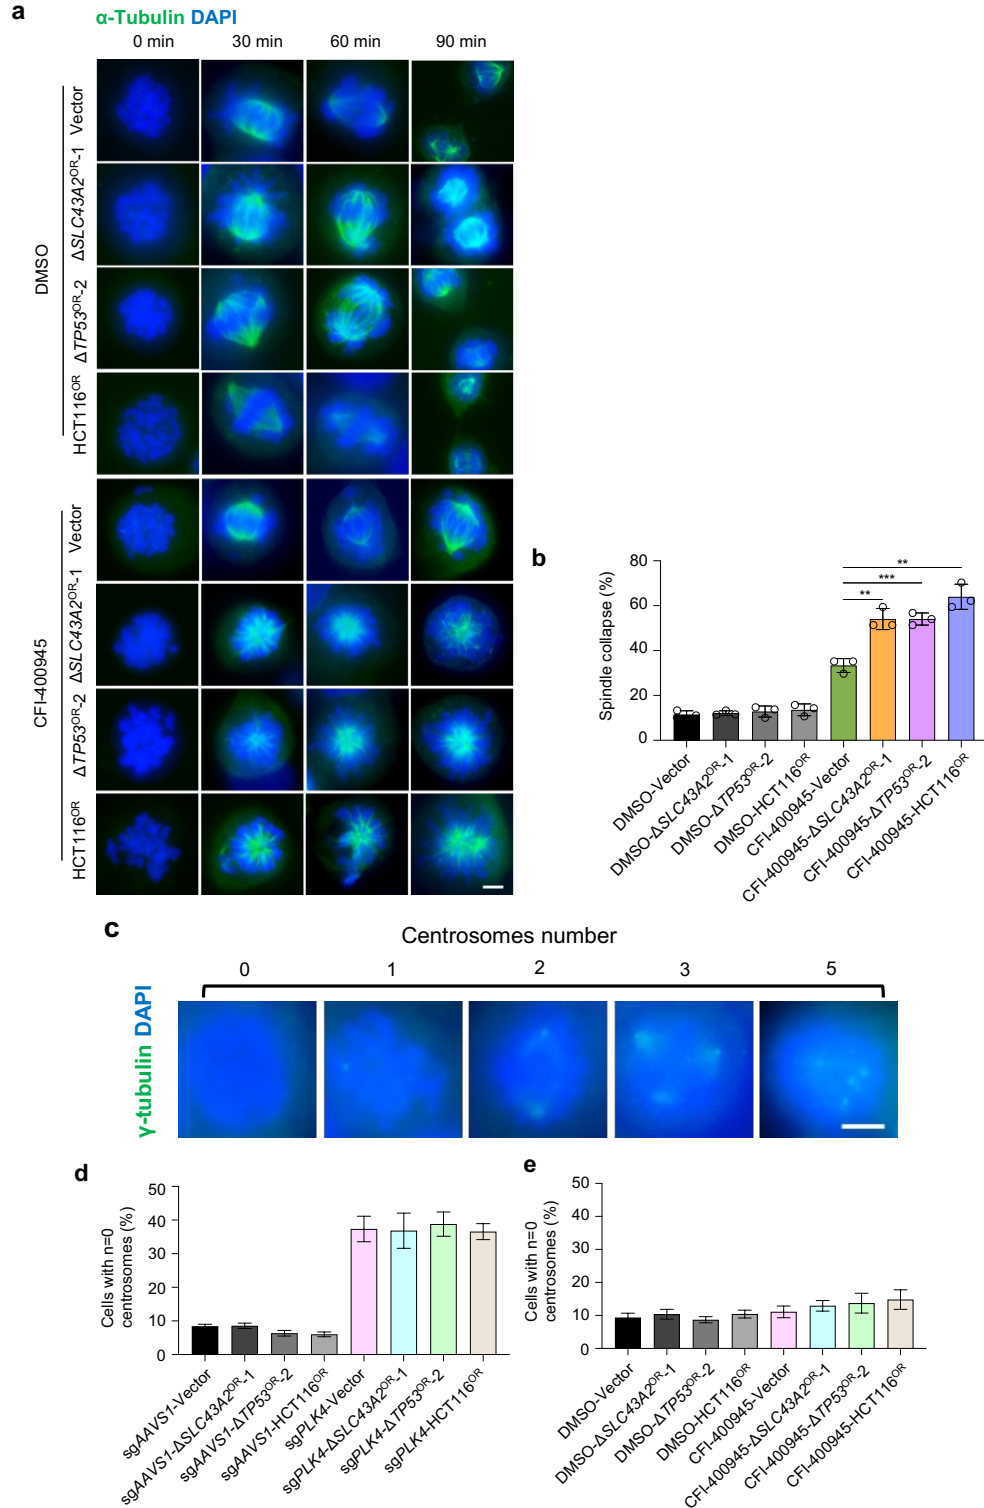 a
α-Tubulin DAPI
0 min 30 min 60 min 90 min
DMSO
Vector
ΔSLC43A2OR-1
ΔTP53OR-2
HCT116OR
CFI-400945
Vector
ΔSLC43A2OR-1
ΔTP53OR-2
HCT116OR
b
Spindle collapse (%)
80
60
40
20
0
**
***
**
DMSO-Vector
DMSO-ΔSLC43A2OR-1
DMSO-ΔTP53OR-2
DMSO-HCT116OR
CFI-400945-Vector
CFI-400945-ΔSLC43A2OR-1
CFI-400945-ΔTP53OR-2
CFI-400945-HCT116OR
c
Centrosomes number
0 1 2 3 5
γ-tubulin DAPI
d
Cells with n=0
centrosomes (%)
50
40
30
20
10
0
sgAAVS1-Vector
sgAAVS1-ΔSLC43A2OR-1
sgAAVS1-ΔTP53OR-2
sgAAVS1-HCT116OR
sgPLK4-Vector
sgPLK4-ΔSLC43A2OR-1
sgPLK4-ΔTP53OR-2
sgPLK4-HCT116OR
e
Cells with n=0
centrosomes (%)
50
40
30
20
10
0
DMSO-Vector
DMSO-ΔSLC43A2OR-1
DMSO-ΔTP53OR-2
DMSO-HCT116OR
CFI-400945-Vector
CFI-400945-ΔSLC43A2OR-1
CFI-400945-ΔTP53OR-2
CFI-400945-HCT116OR